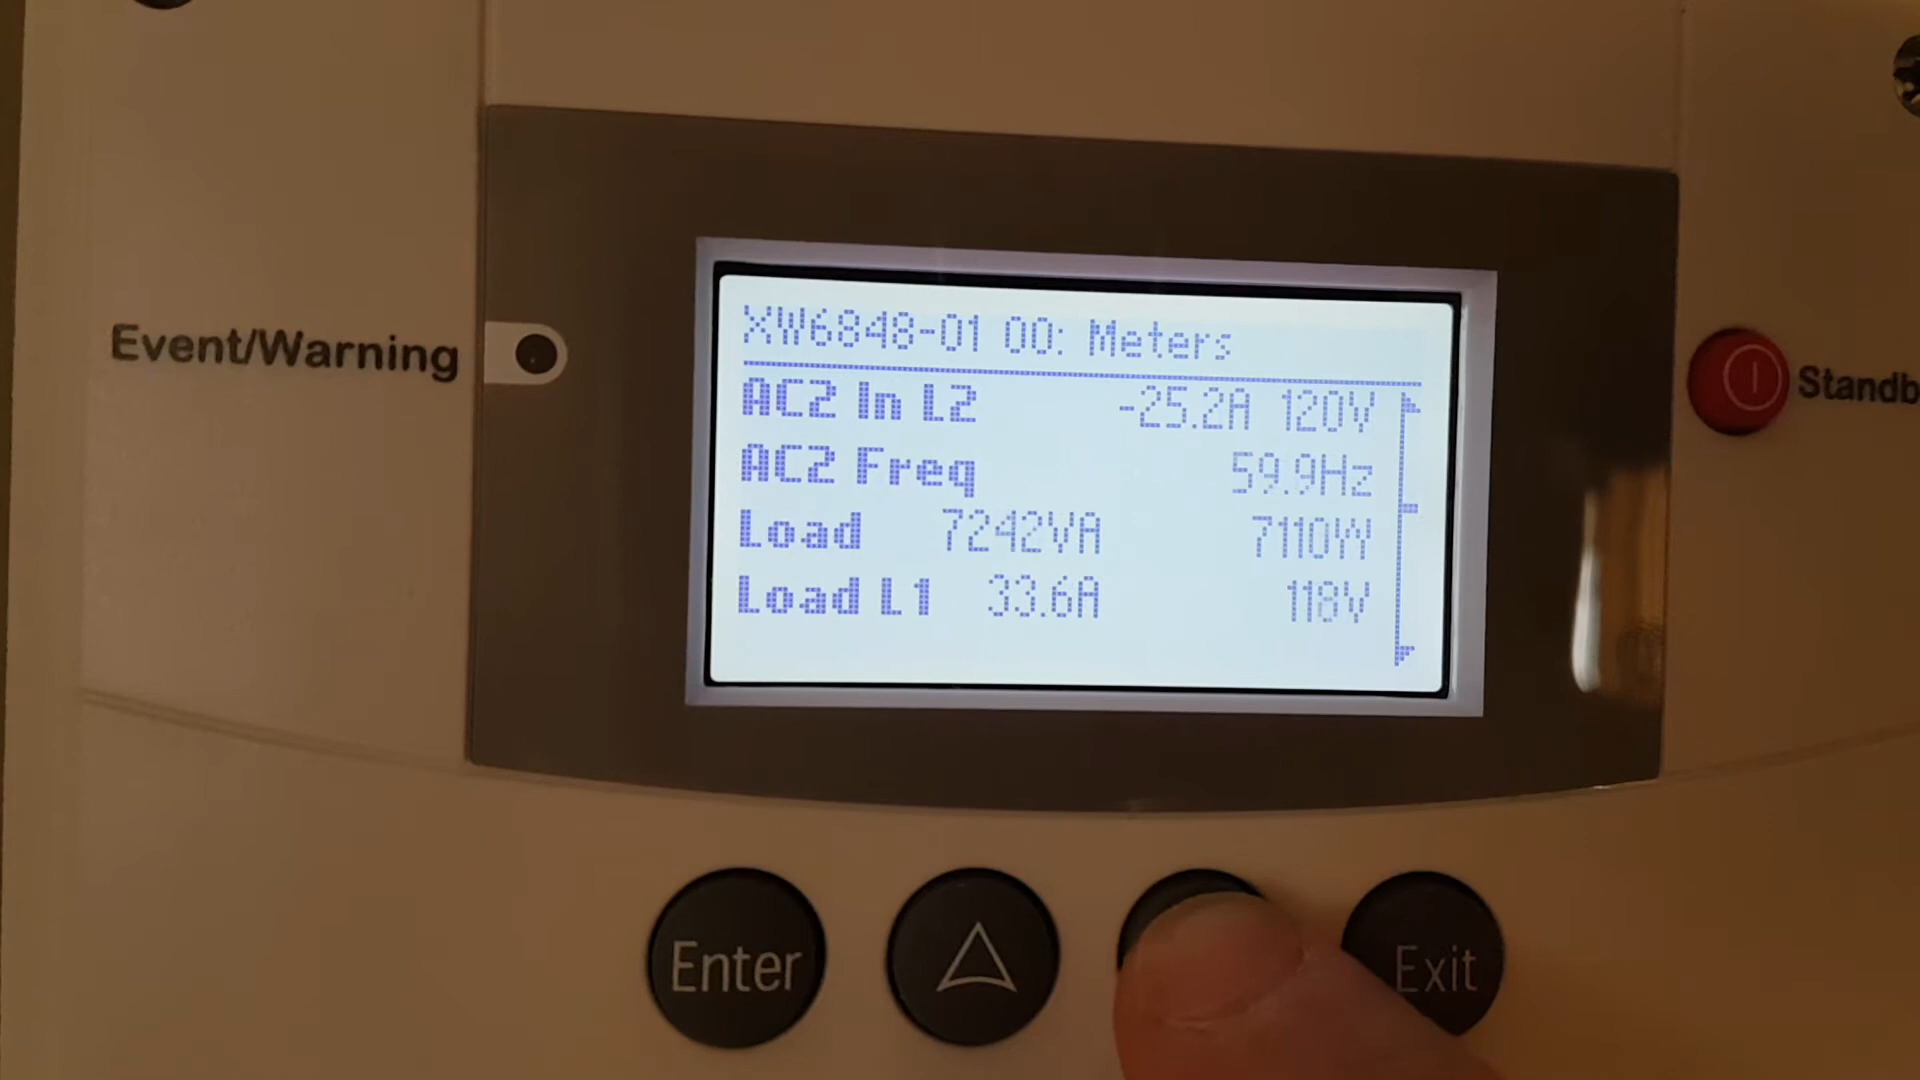 XW6848-01 00: Meters
AC2 In L2 -25.2A 120V
AC2 Freq 59.9Hz
Load 7242VA 7110W
Load L1 33.6A 118V
Event/Warning
Standb
Enter
Exit